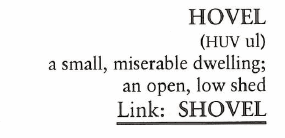 HOVEL
(HUV ul)
a small, miserable dwelling;
an open, low shed
Link: SHOVEL